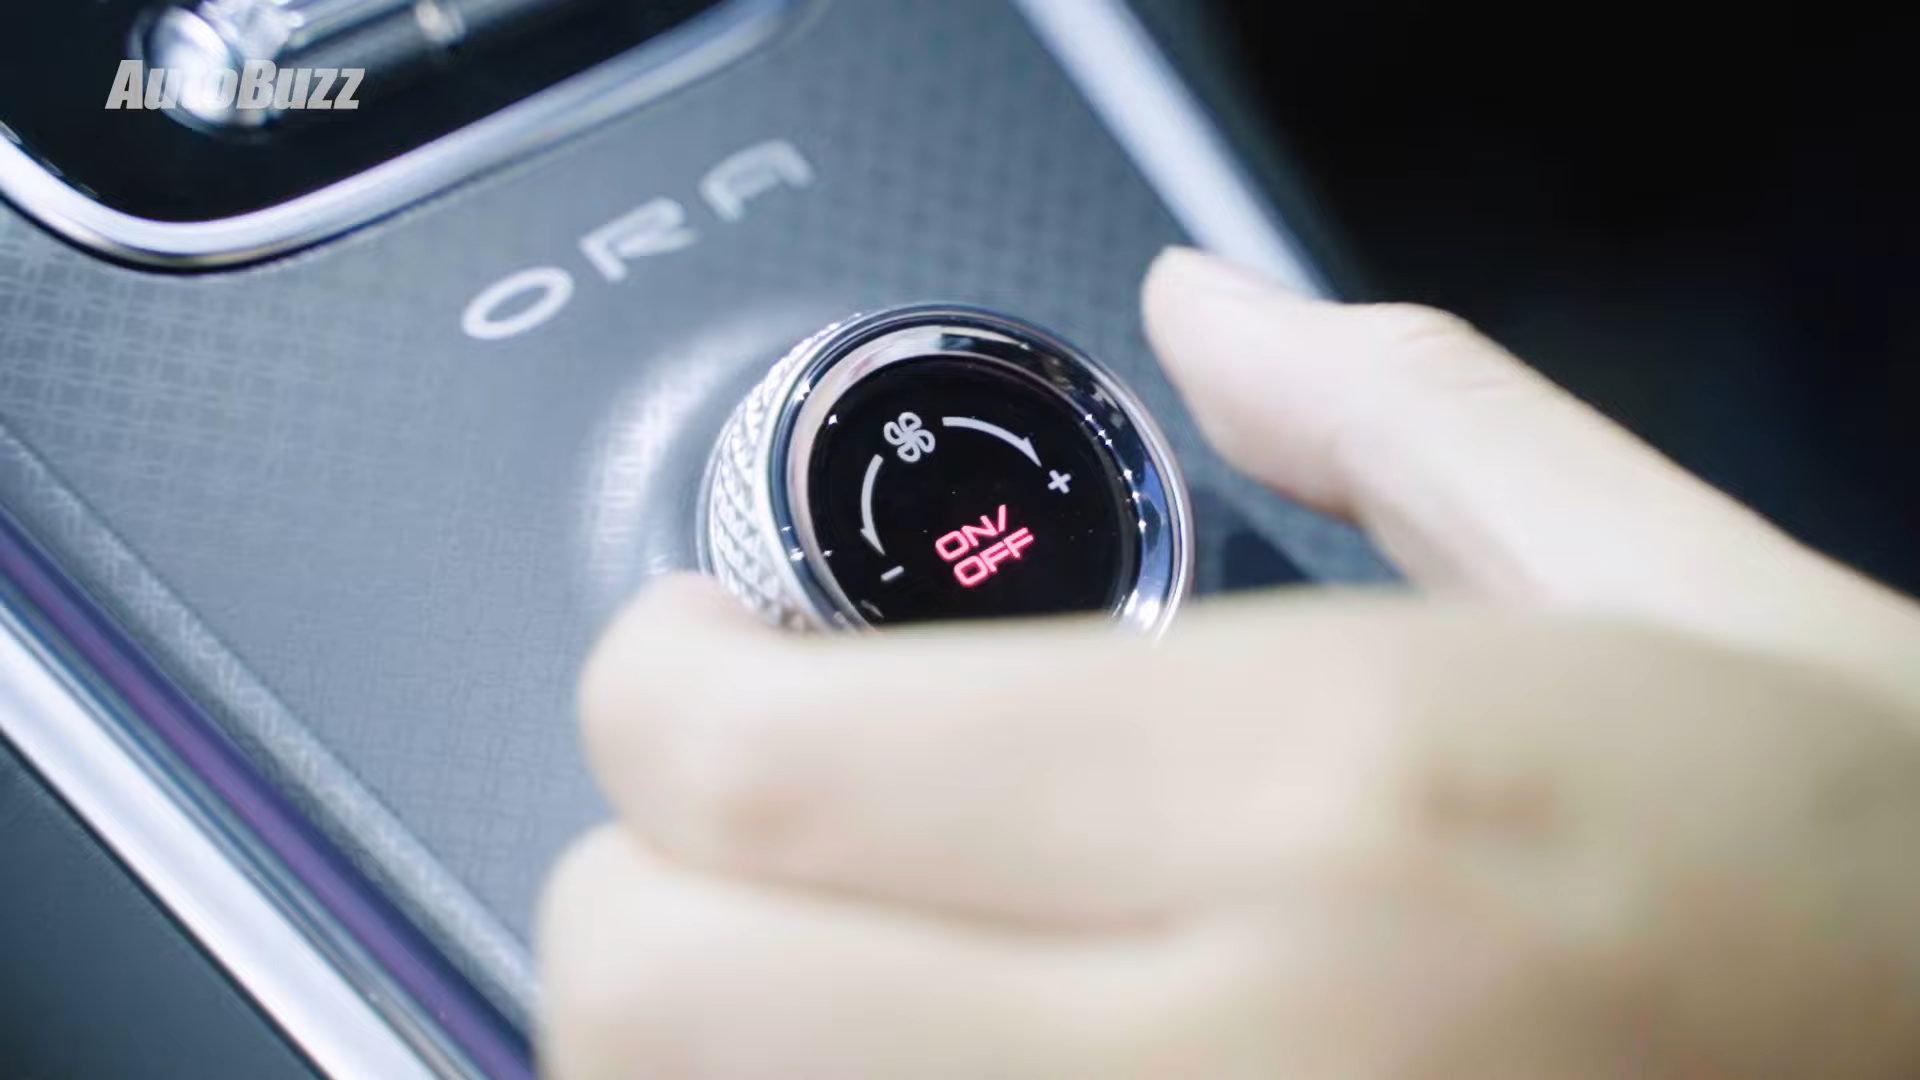 AutoBuzz
ORA
+
ON/
OFF
-